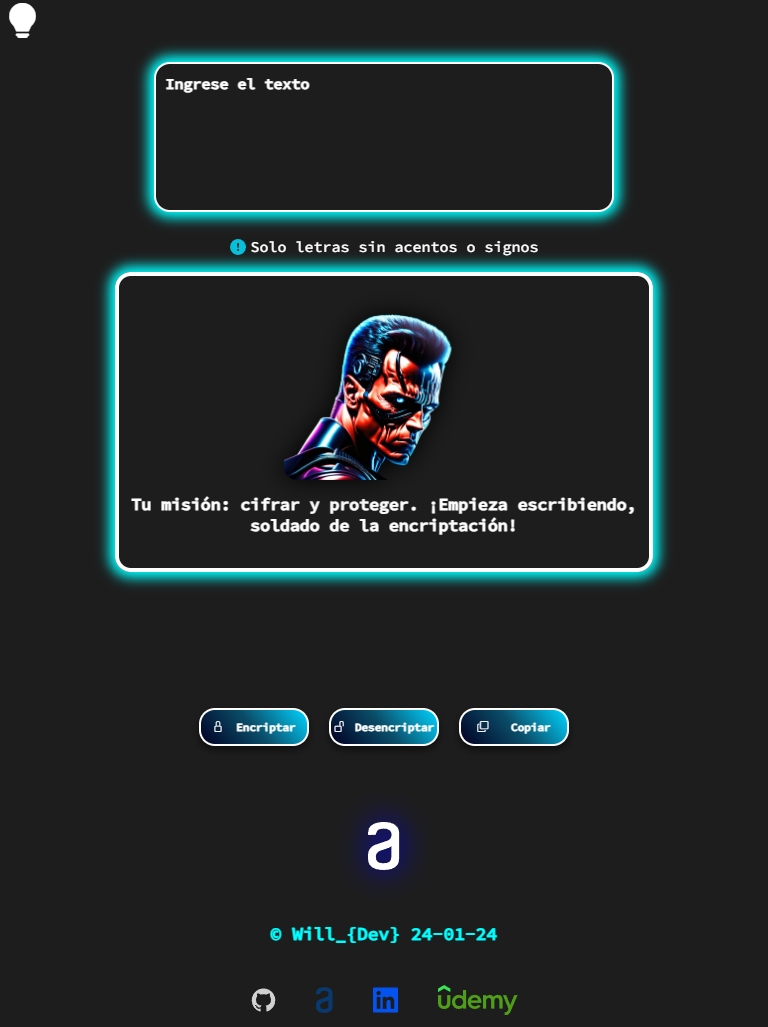 Ingrese el texto
! Solo letras sin acentos o signos
Tu misión: cifrar y proteger. ¡Empieza escribiendo,
soldado de la encriptación!
Encriptar Desencriptar Copiar
a
© Will_{Dev} 24-01-24
a in ûdemy